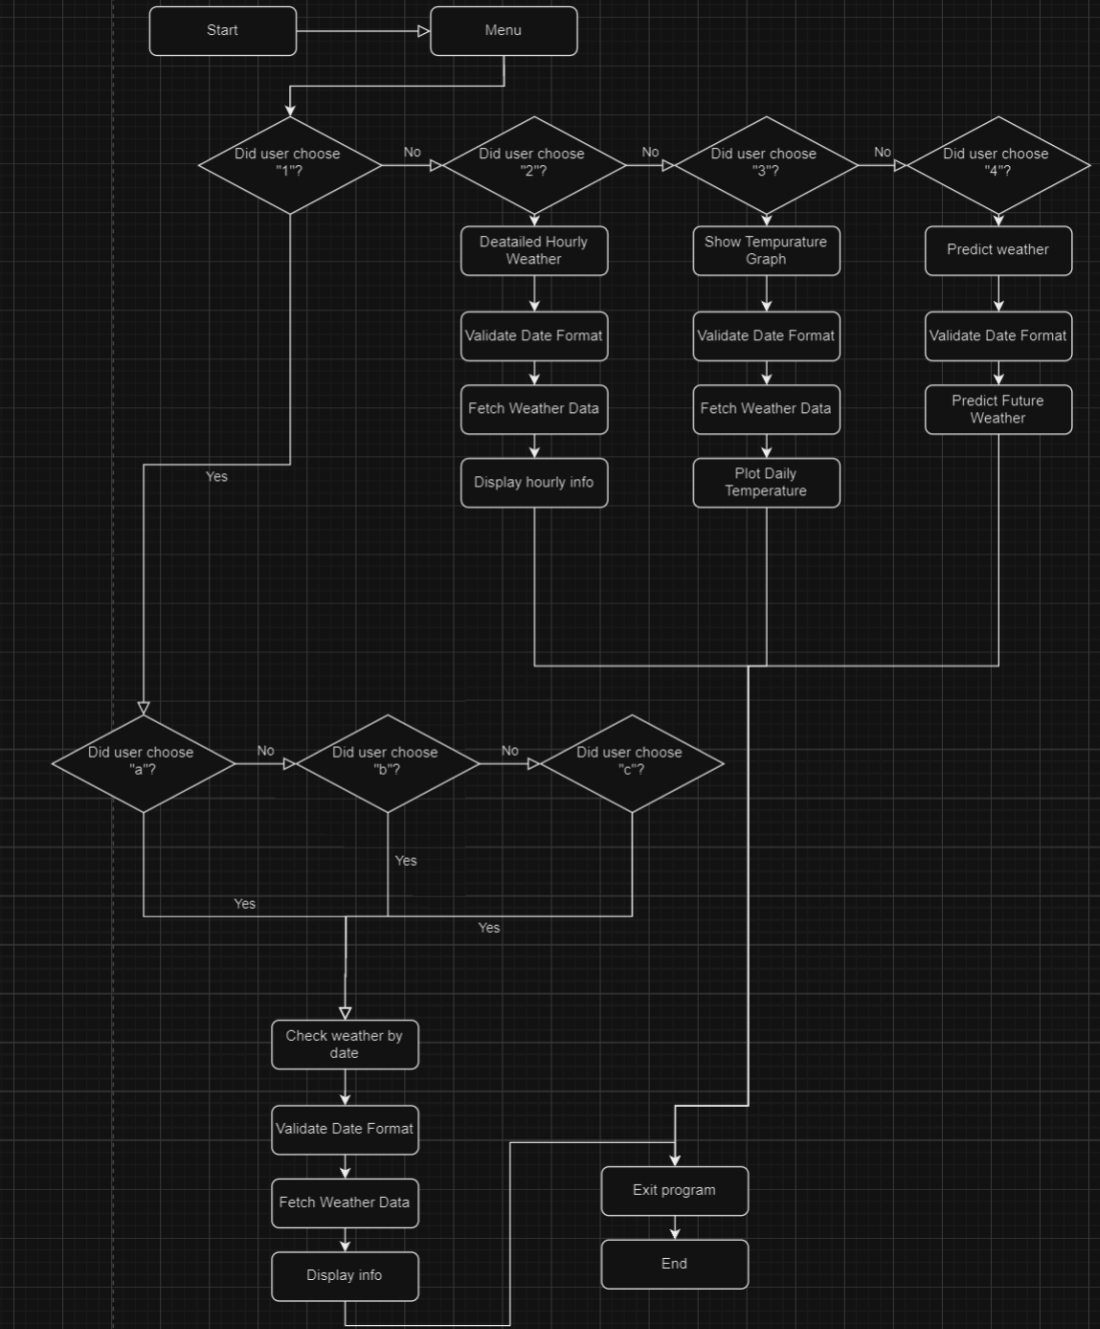 Start
Menu
Did user choose
"1"?
No
Did user choose
"2"?
No
Did user choose
"3"?
No
Did user choose
"4"?
Deatailed Hourly
Weather
Show Tempurature
Graph
Predict weather
Validate Date Format
Validate Date Format
Validate Date Format
Fetch Weather Data
Fetch Weather Data
Predict Future
Weather
Yes
Display hourly info
Plot Daily
Temperature
Did user choose
"a"?
No
Did user choose
"b"?
No
Did user choose
"c"?
Yes
Yes
Yes
Check weather by
date
Validate Date Format
Fetch Weather Data
Exit program
Display info
End